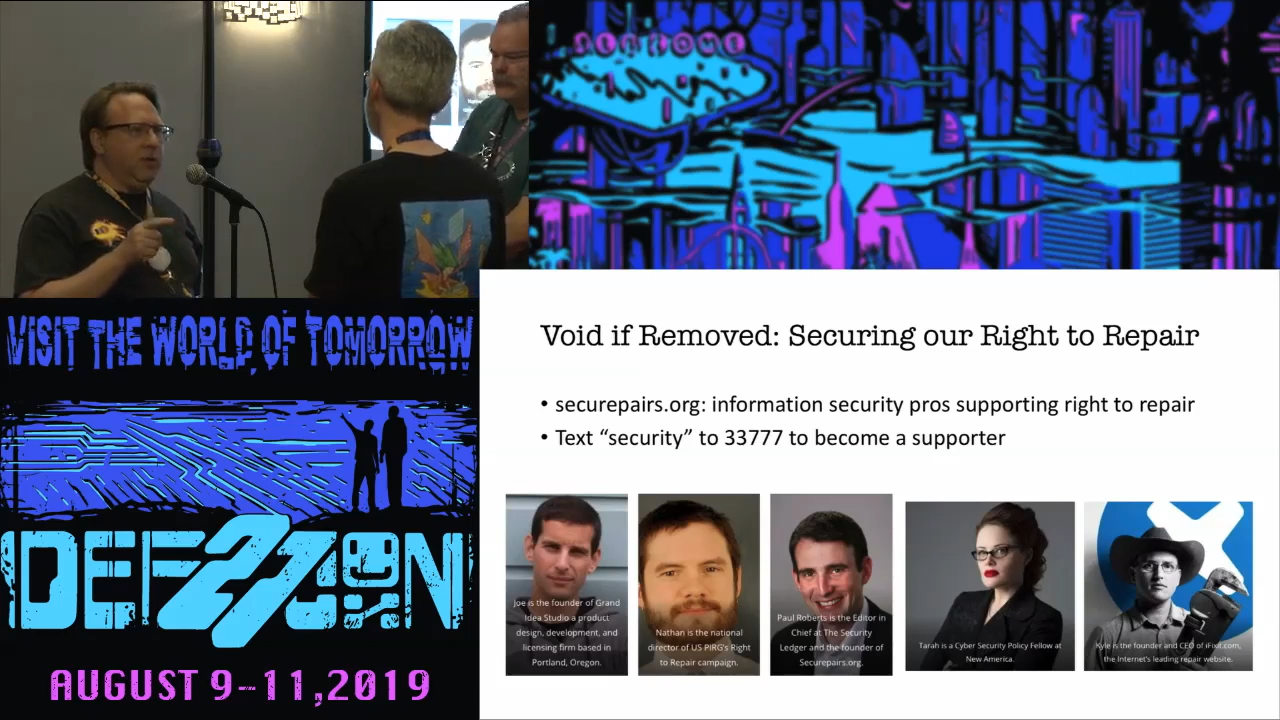 WELCOME
VISIT THE WORLD OF TOMORROW
DEF CON
27
AUGUST 9-11,2019
Void if Removed: Securing our Right to Repair
• securepairs.org: information security pros supporting right to repair
• Text “security” to 33777 to become a supporter
Joe is the founder of Grand
Idea Studio a product
design, development, and
licensing firm based in
Portland, Oregon.
Nathan is the national
director of US PIRG's Right
to Repair campaign.
Paul Roberts is the Editor in
Chief at The Security
Ledger and the founder of
Securepairs.org.
Tarah is a Cyber Security Policy Fellow at
New America.
Kyle is the founder and CEO of iFixit.com,
the Internet's leading repair website.